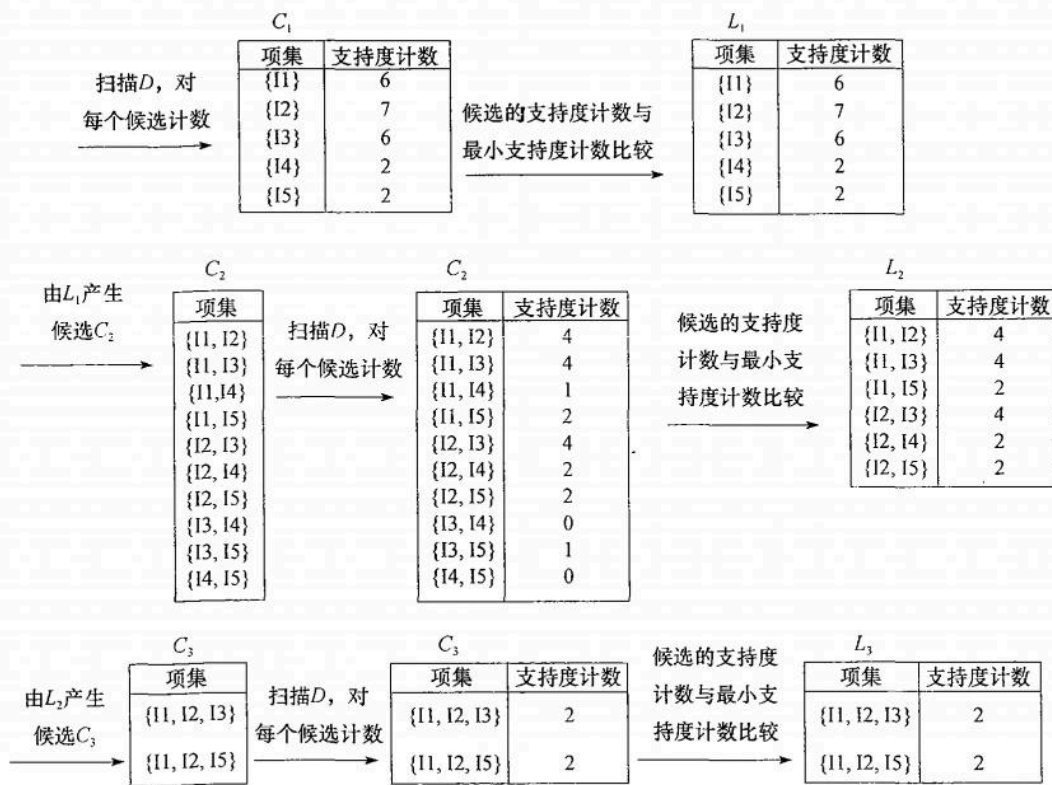 C₁
项集 支持度计数
{I1} 6
{I2} 7
{I3} 6
{I4} 2
{I5} 2
扫描D，对
每个候选计数
候选的支持度计数与
最小支持度计数比较
L₁
项集 支持度计数
{I1} 6
{I2} 7
{I3} 6
{I4} 2
{I5} 2
由L₁产生
候选C₂
C₂
项集
{I1, I2}
{I1, I3}
{I1,I4}
{I1, I5}
{I2, I3}
{I2, I4}
{I2, I5}
{I3, I4}
{I3, I5}
{I4, I5}
扫描D，对
每个候选计数
C₂
项集 支持度计数
{I1, I2} 4
{I1, I3} 4
{I1, I4} 1
{I1, I5} 2
{I2, I3} 4
{I2, I4} 2
{I2, I5} 2
{I3, I4} 0
{I3, I5} 1
{I4, I5} 0
候选的支持度
计数与最小支
持度计数比较
L₂
项集 支持度计数
{I1, I2} 4
{I1, I3} 4
{I1, I5} 2
{I2, I3} 4
{I2, I4} 2
{I2, I5} 2
由L₂产生
候选C₃
C₃
项集
{I1, I2, I3}
{I1, I2, I5}
扫描D，对
每个候选计数
C₃
项集 支持度计数
{I1, I2, I3} 2
{I1, I2, I5} 2
候选的支持度
计数与最小支
持度计数比较
L₃
项集 支持度计数
{I1, I2, I3} 2
{I1, I2, I5} 2